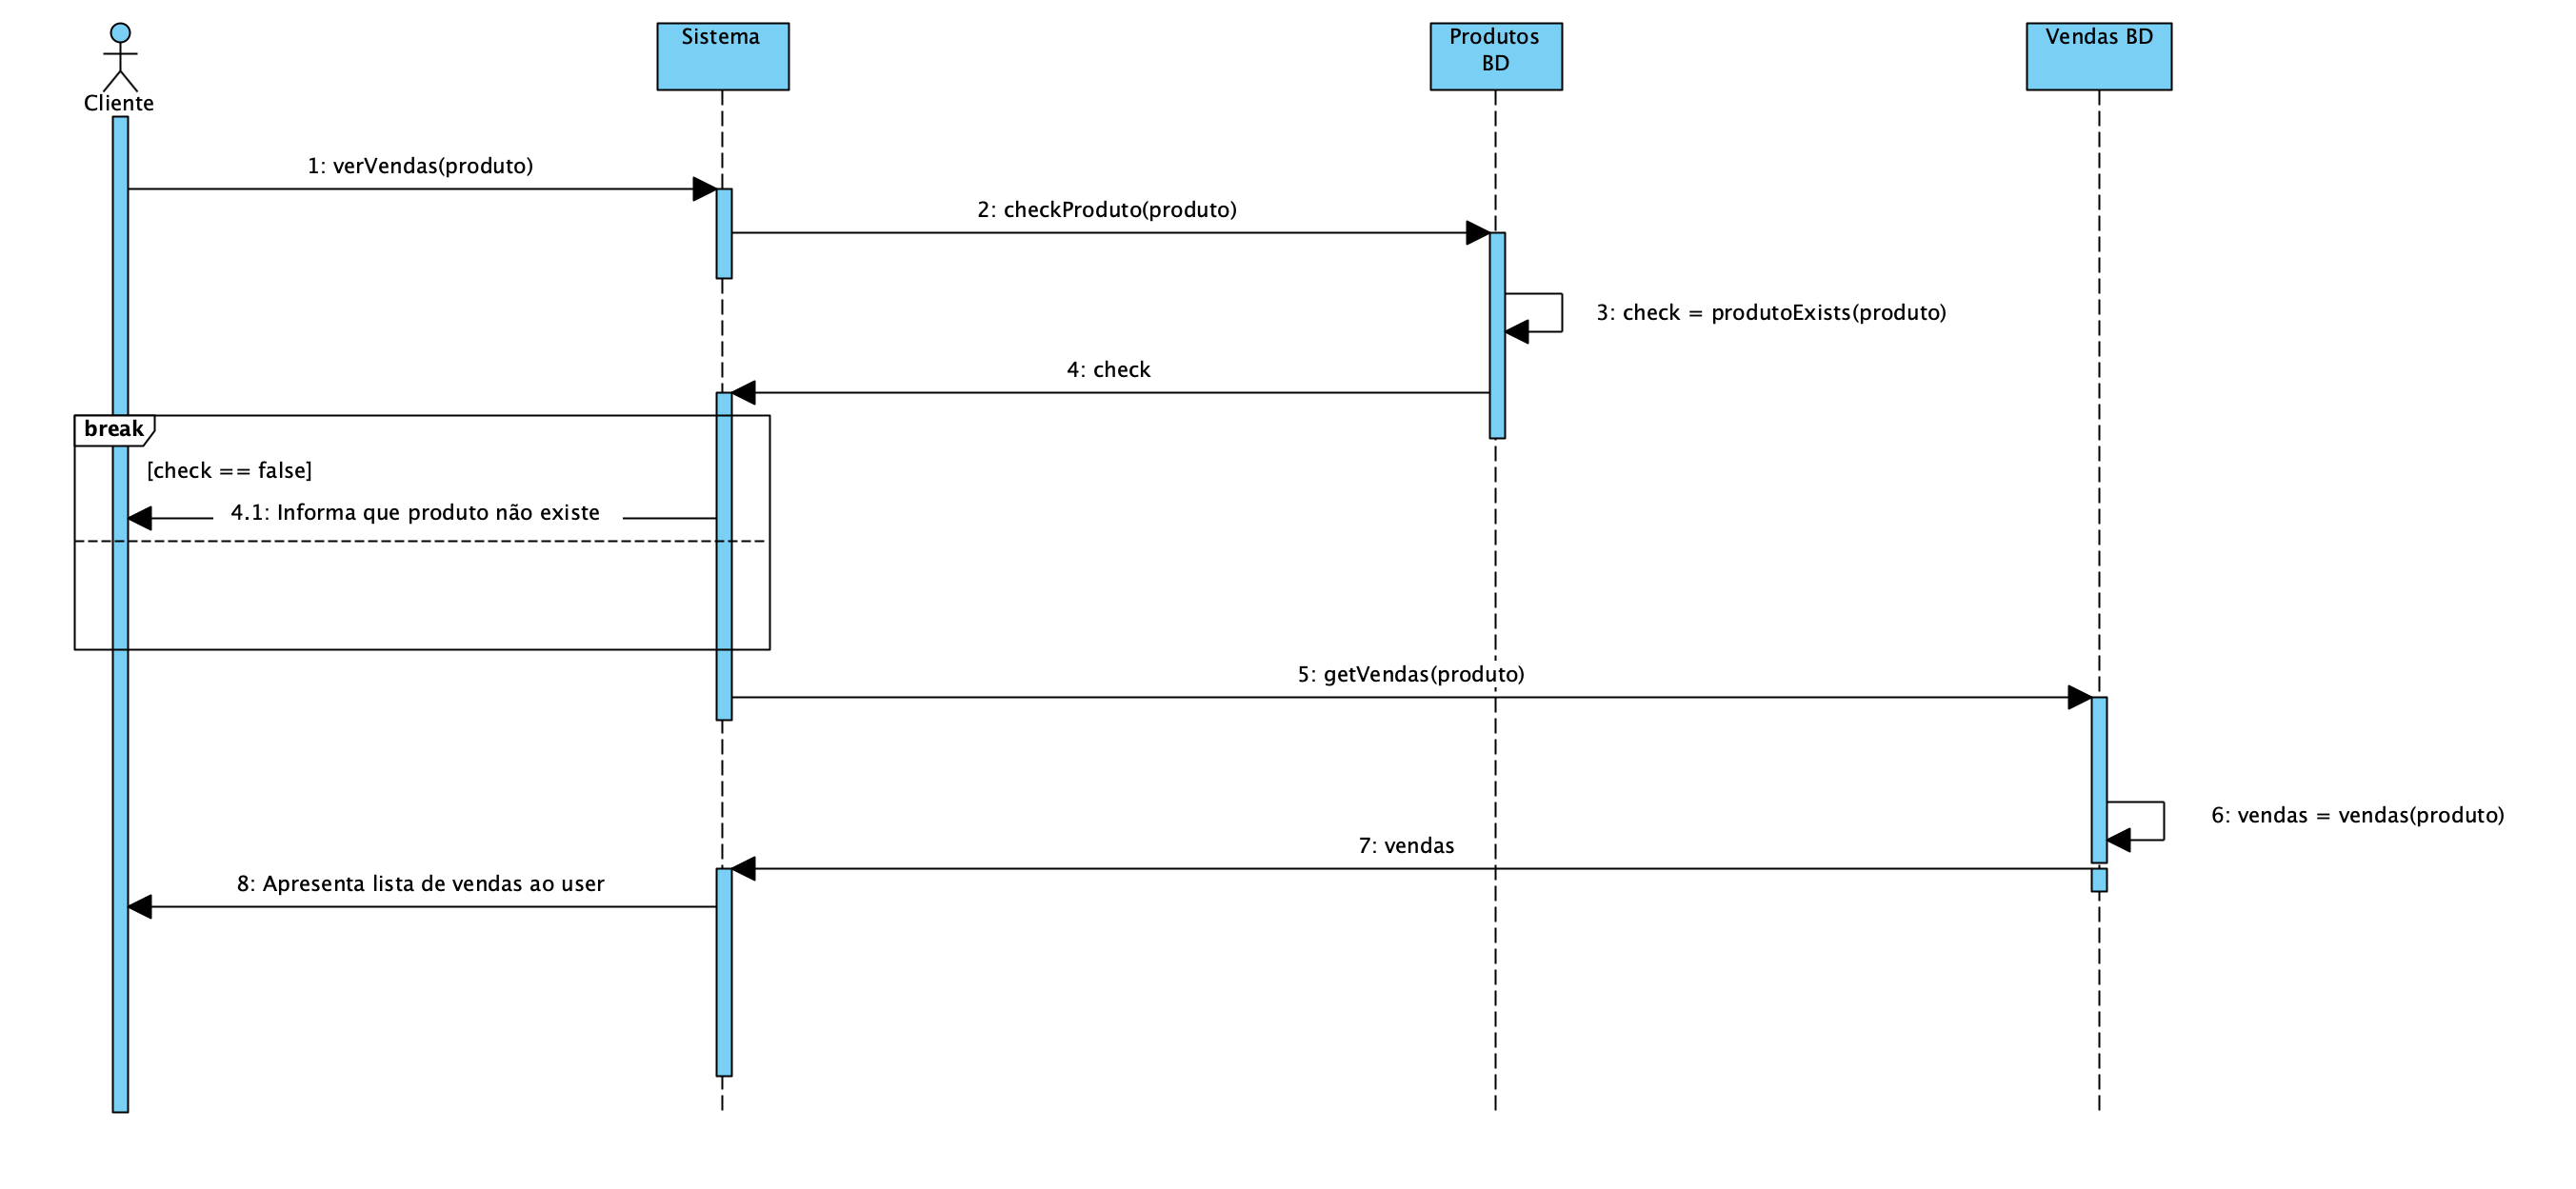 Cliente
Sistema
Produtos
BD
Vendas BD
1: verVendas(produto)
2: checkProduto(produto)
3: check = produtoExists(produto)
4: check
break
[check == false]
4.1: Informa que produto não existe
5: getVendas(produto)
6: vendas = vendas(produto)
7: vendas
8: Apresenta lista de vendas ao user